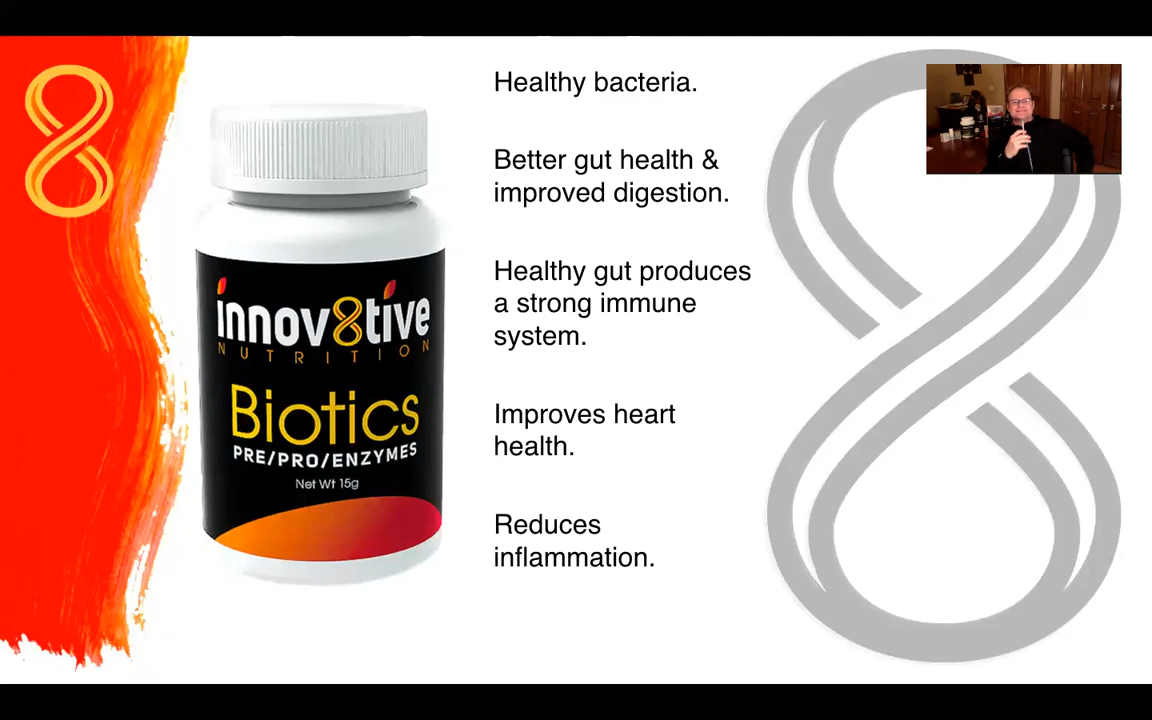 innov8tive
NUTRITION
Biotics
PRE/PRO/ENZYMES
Net Wt 15g
Healthy bacteria.
Better gut health &
improved digestion.
Healthy gut produces
a strong immune
system.
Improves heart
health.
Reduces
inflammation.